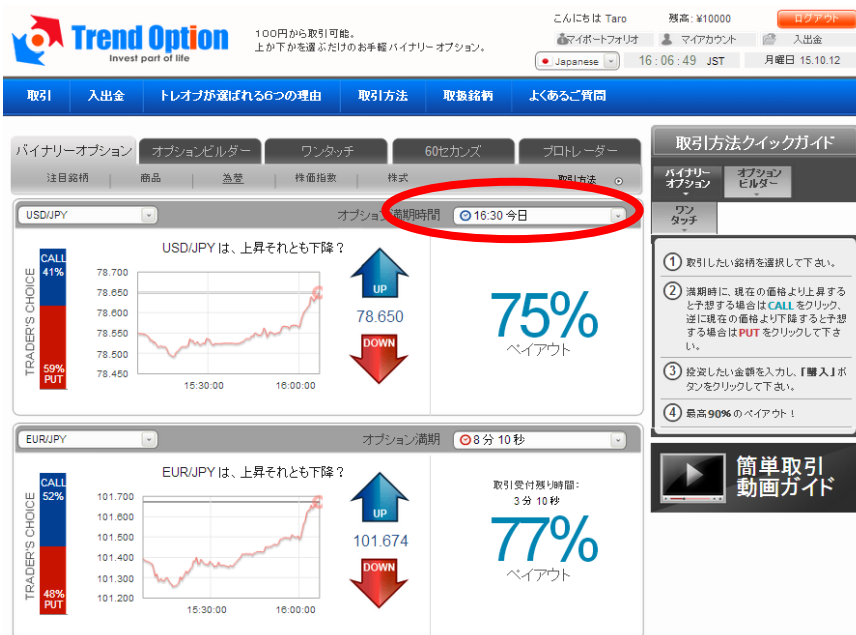 Trend Option
Invest part of life
100円から取引可能。
上か下かを選ぶだけのお手軽バイナリーオプション。
こんにちは Taro 残高: ¥10000 ログアウト
マイポートフォリオ マイアカウント 入出金
Japanese 16:06:49 JST 月曜日 15.10.12
取引 入出金 トレオプが選ばれる6つの理由 取引方法 取扱銘柄 よくあるご質問
バイナリーオプション オプションビルダー ワンタッチ 60セカンズ プロトレーダー
注目銘柄 商品 為替 株価指数 株式 取引方法
USD/JPY オプション満期時間 16:30 今日
USD/JPY は、上昇それとも下降？
TRADER'S CHOICE
CALL
41%
59%
PUT
78.700
78.650
78.600
78.550
78.500
78.450
15:30:00 16:00:00
UP
78.650
DOWN
75%
ペイアウト
EUR/JPY オプション満期 8分10秒
EUR/JPY は、上昇それとも下降？
TRADER'S CHOICE
CALL
52%
48%
PUT
101.700
101.600
101.500
101.400
101.300
101.200
15:30:00 16:00:00
UP
101.674
DOWN
取引受付残り時間：
3分10秒
77%
ペイアウト
取引方法クイックガイド
バイナリー
オプション
オプション
ビルダー
ワン
タッチ
1 取引したい銘柄を選択して下さい。
2 満期時に、現在の価格より上昇する
と予想する場合はCALLをクリック、
逆に現在の価格より下降すると予想
する場合はPUTをクリックして下さ
い。
3 投資したい金額を入力し、「購入」ボ
タンをクリックして下さい。
4 最高90%のペイアウト！
簡単取引
動画ガイド